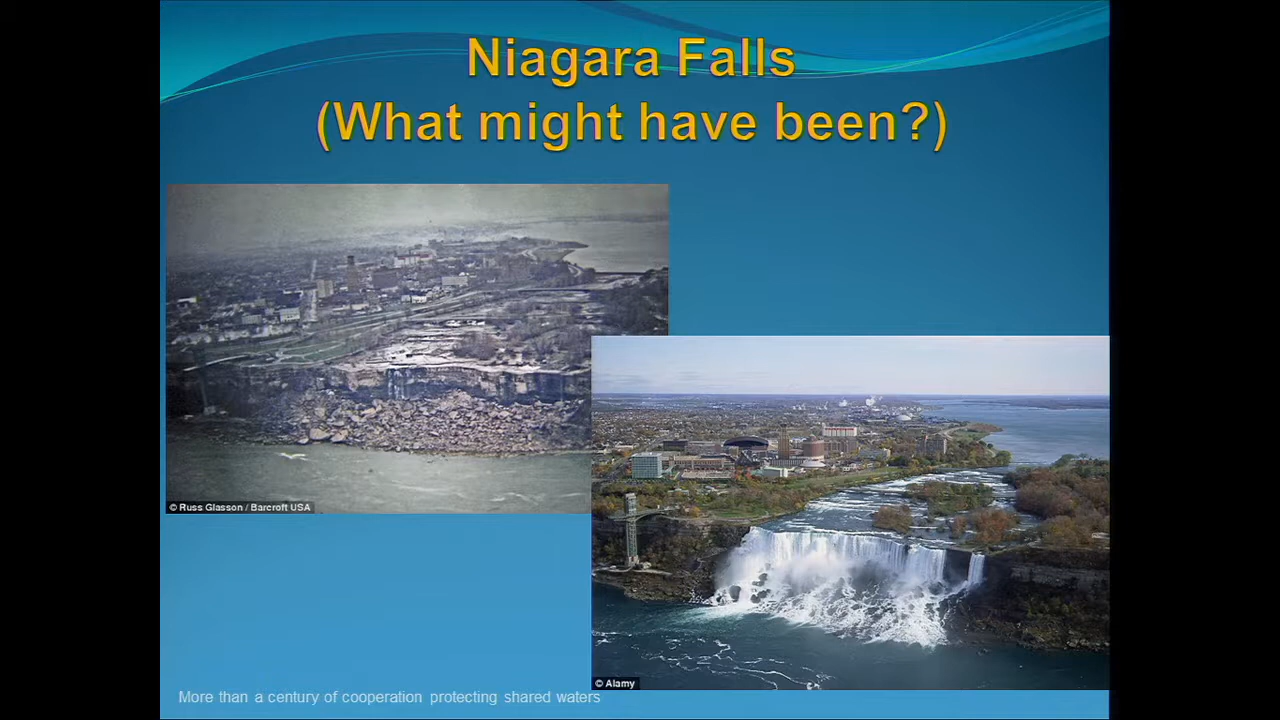 Niagara Falls
(What might have been?)
© Russ Glasson / Barcroft USA
© Alamy
More than a century of cooperation protecting shared waters